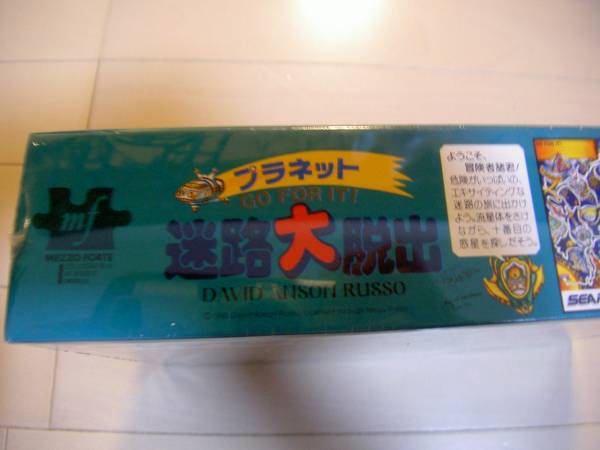 プラネット
GO FOR IT!
迷路大脱出
DAVID ANSON RUSSO
mf
MEZZO-FORTE
ようこそ、
冒険者諸君!
危険がいっぱいの、
エキサイティングな
迷路の旅に出かけ
よう。流星体をさけ
ながら、十番目の
惑星を探しだそう。